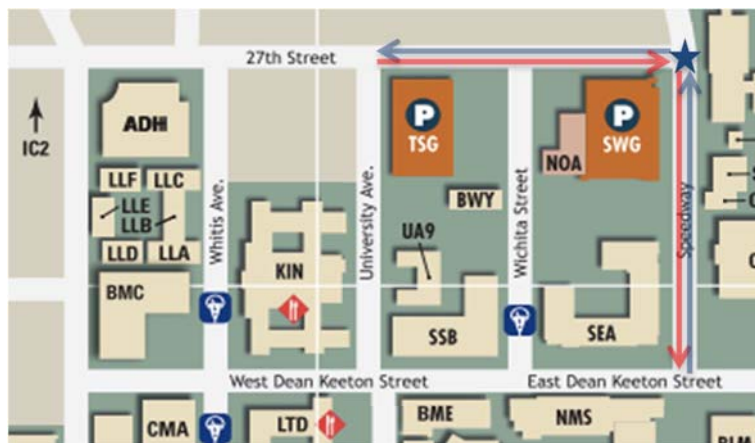 27th Street
IC2
ADH
P
TSG
P
SWG
NOA
LLF
LLC
LLE
LLB
LLD
LLA
Whitis Ave.
University Ave.
BWY
UA9
Wichita Street
Speedway
KIN
BMC
SSB
SEA
West Dean Keeton Street
East Dean Keeton Street
CMA
LTD
BME
NMS